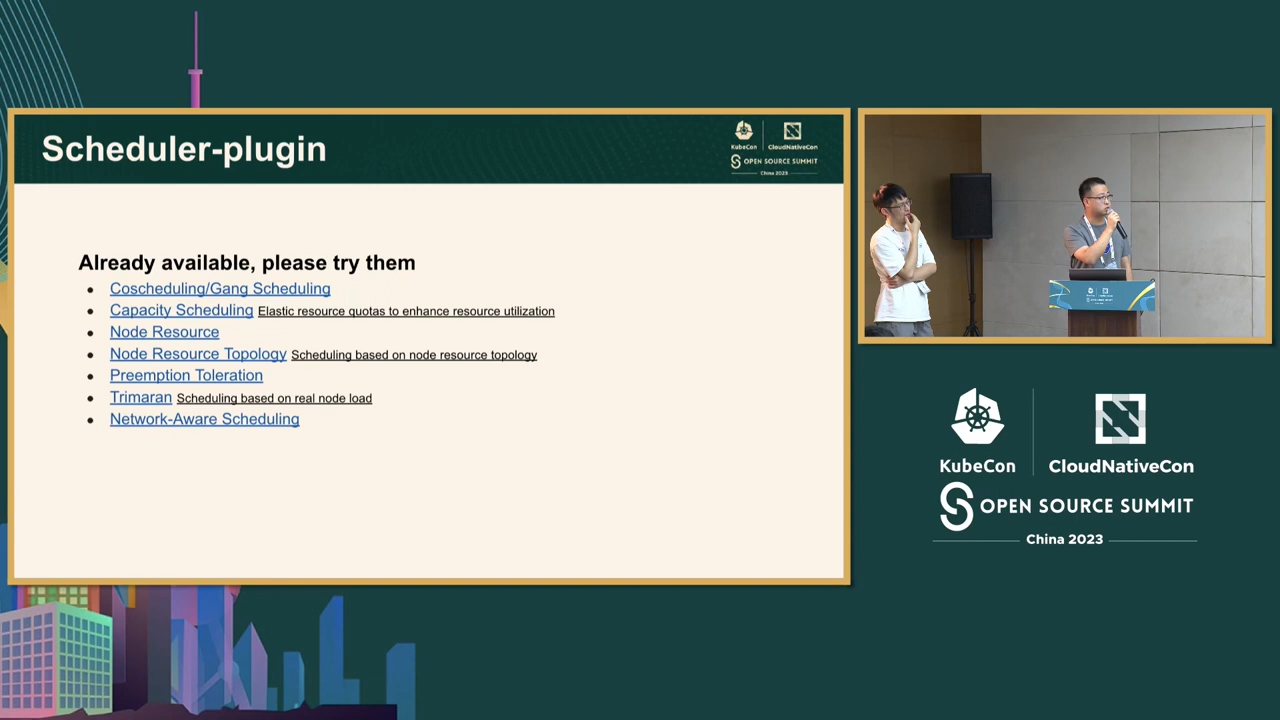 Scheduler-plugin
KubeCon
CloudNativeCon
OPEN SOURCE SUMMIT
China 2023
Already available, please try them
Coscheduling/Gang Scheduling
Capacity Scheduling Elastic resource quotas to enhance resource utilization
Node Resource
Node Resource Topology Scheduling based on node resource topology
Preemption Toleration
Trimaran Scheduling based on real node load
Network-Aware Scheduling
KubeCon
CloudNativeCon
OPEN SOURCE SUMMIT
China 2023